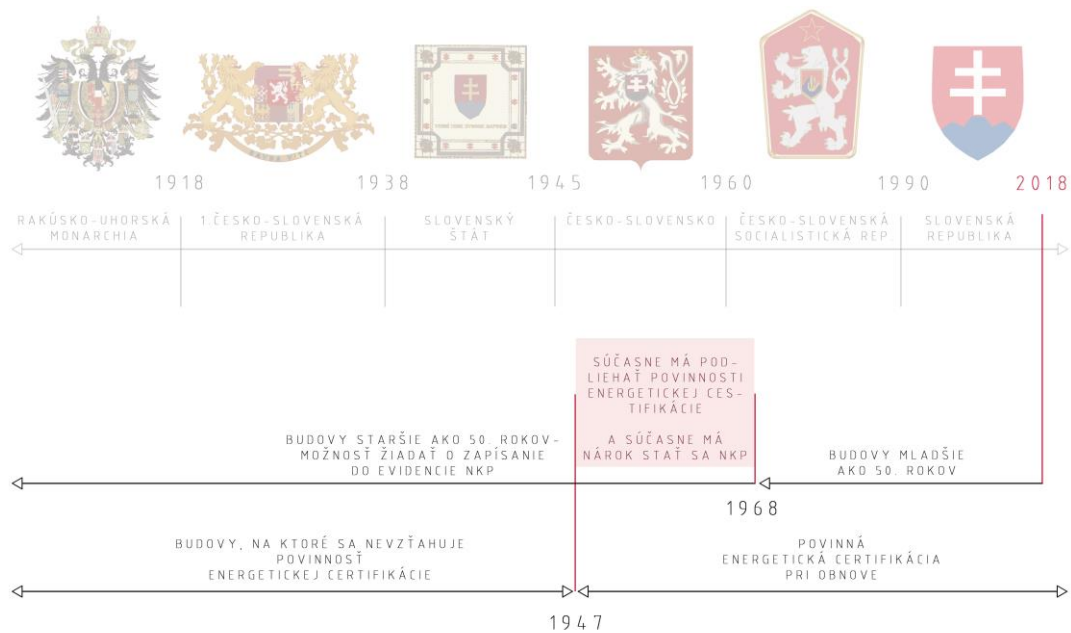 1918
1938
1945
1960
1990
2018
RAKÚSKO-UHORSKÁ
MONARCHIA
1.ČESKO-SLOVENSKÁ
REPUBLIKA
SLOVENSKÝ
ŠTÁT
ČESKO-SLOVENSKO
ČESKO-SLOVENSKÁ
SOCIALISTICKÁ REP.
SLOVENSKÁ
REPUBLIKA
SÚČASNE MÁ POD-
LIEHAŤ POVINNOSTI
ENERGETICKEJ CES-
TIFIKÁCIE
A SÚČASNE MÁ
NÁROK STAŤ SA NKP
BUDOVY STARŠIE AKO 50. ROKOV-
MOŽNOSŤ ŽIADAŤ O ZAPÍSANIE
DO EVIDENCIE NKP
BUDOVY MLADŠIE
AKO 50. ROKOV
1968
BUDOVY, NA KTORÉ SA NEVZŤAHUJE
POVINNOSŤ
ENERGETICKEJ CERTIFIKÁCIE
POVINNÁ
ENERGETICKÁ CERTIFIKÁCIA
PRI OBNOVE
1947